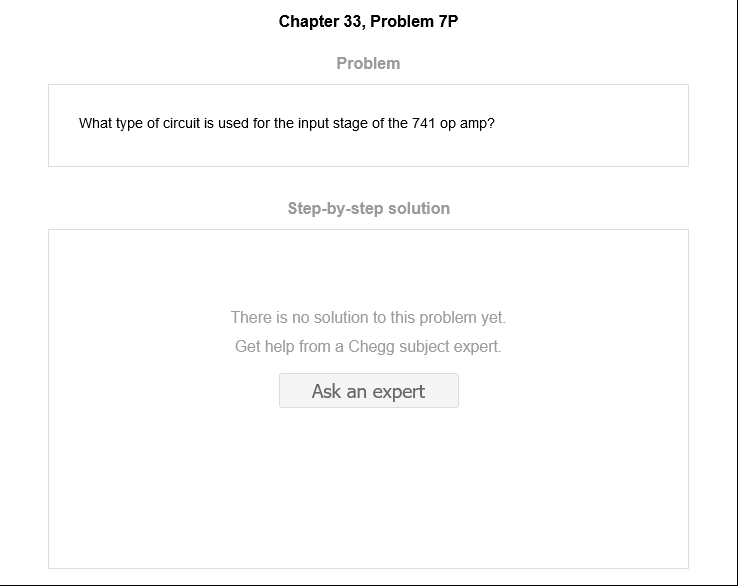 Chapter 33, Problem 7P
Problem
What type of circuit is used for the input stage of the 741 op amp?
Step-by-step solution
There is no solution to this problem yet.
Get help from a Chegg subject expert.
Ask an expert